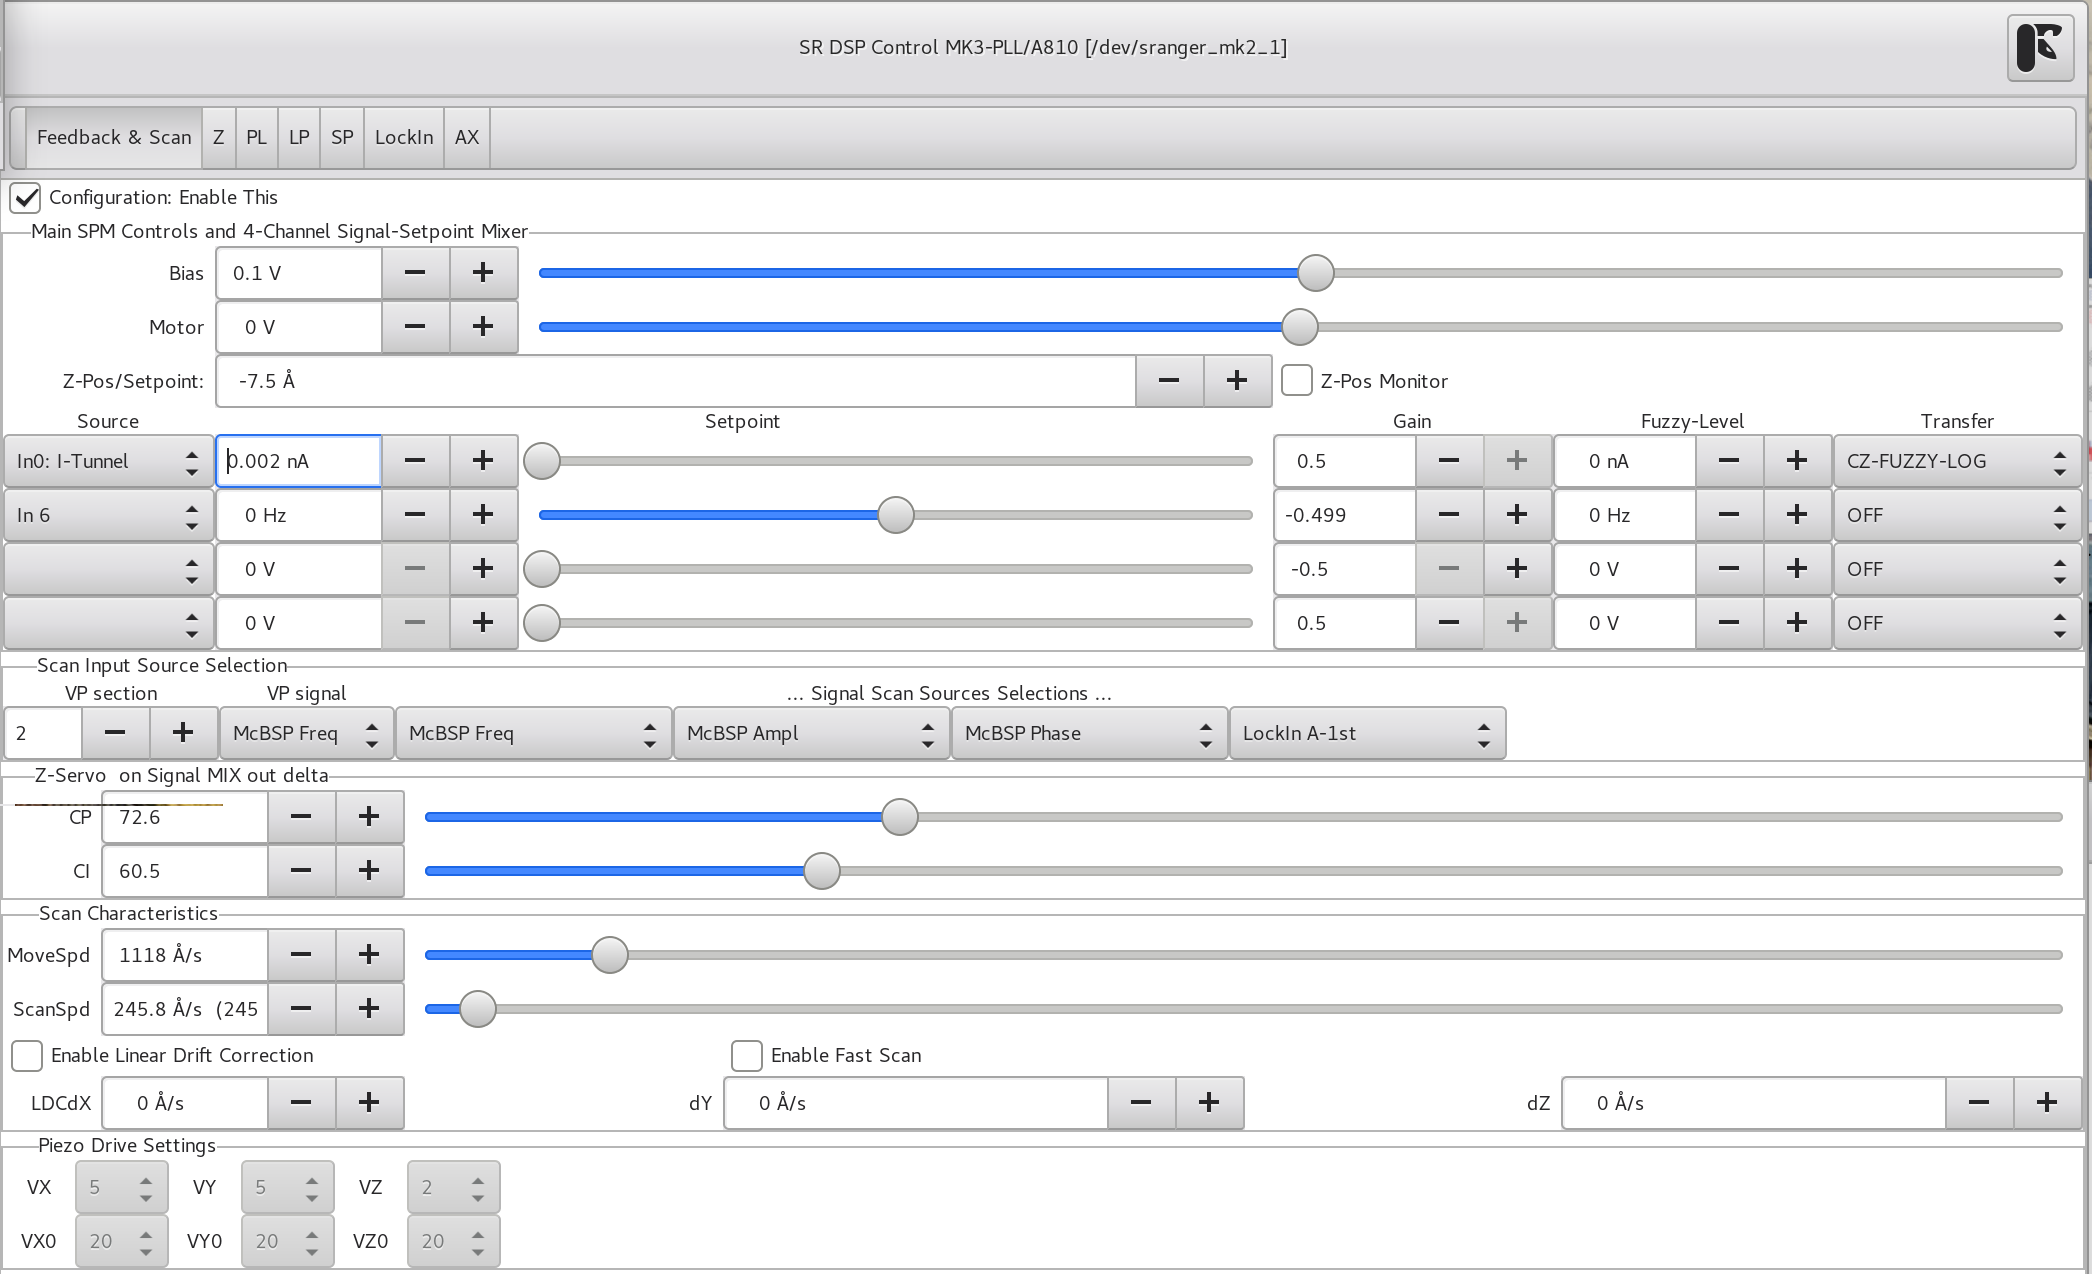 SR DSP Control MK3-PLL/A810 [/dev/sranger_mk2_1]
Feedback & Scan Z PL LP SP LockIn AX
Configuration: Enable This
Main SPM Controls and 4-Channel Signal-Setpoint Mixer
Bias 0.1 V
Motor 0 V
Z-Pos/Setpoint: -7.5 Å Z-Pos Monitor
Source Setpoint Gain Fuzzy-Level Transfer
In0: I-Tunnel 0.002 nA 0.5 0 nA CZ-FUZZY-LOG
In 6 0 Hz -0.499 0 Hz OFF
0 V -0.5 0 V OFF
0 V 0.5 0 V OFF
Scan Input Source Selection
VP section VP signal ... Signal Scan Sources Selections ...
2 McBSP Freq McBSP Freq McBSP Ampl McBSP Phase LockIn A-1st
Z-Servo on Signal MIX out delta
CP 72.6
CI 60.5
Scan Characteristics
MoveSpd 1118 Å/s
ScanSpd 245.8 Å/s (245
Enable Linear Drift Correction Enable Fast Scan
LDCdX 0 Å/s dY 0 Å/s dZ 0 Å/s
Piezo Drive Settings
VX 5 VY 5 VZ 2
VX0 20 VY0 20 VZ0 20